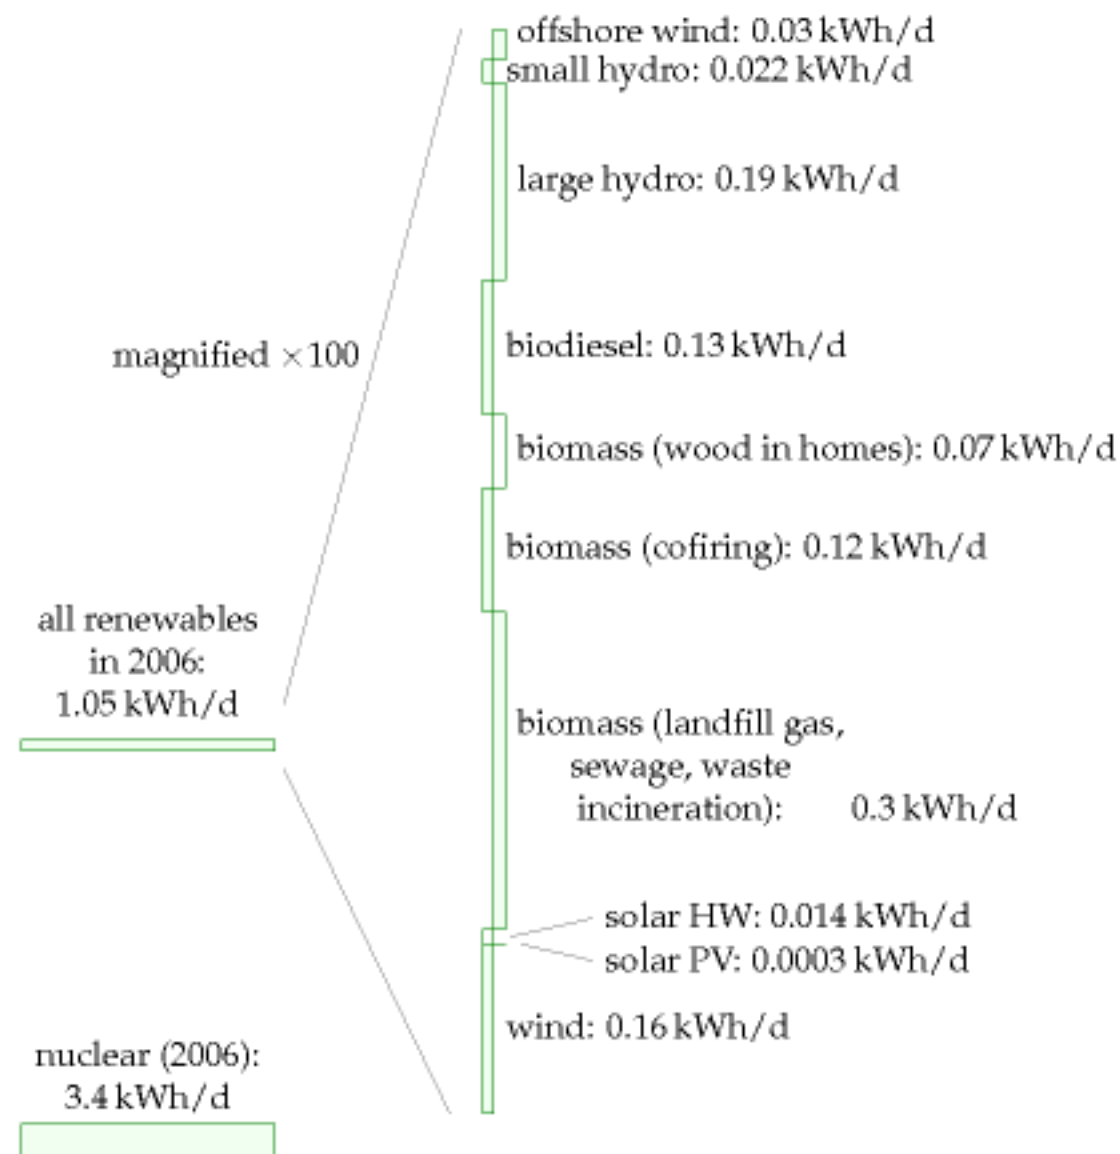 offshore wind: 0.03 kWh/d
small hydro: 0.022 kWh/d
large hydro: 0.19 kWh/d
magnified ×100
biodiesel: 0.13 kWh/d
biomass (wood in homes): 0.07 kWh/d
biomass (cofiring): 0.12 kWh/d
all renewables
in 2006:
1.05 kWh/d
biomass (landfill gas,
sewage, waste
incineration): 0.3 kWh/d
solar HW: 0.014 kWh/d
solar PV: 0.0003 kWh/d
wind: 0.16 kWh/d
nuclear (2006):
3.4 kWh/d